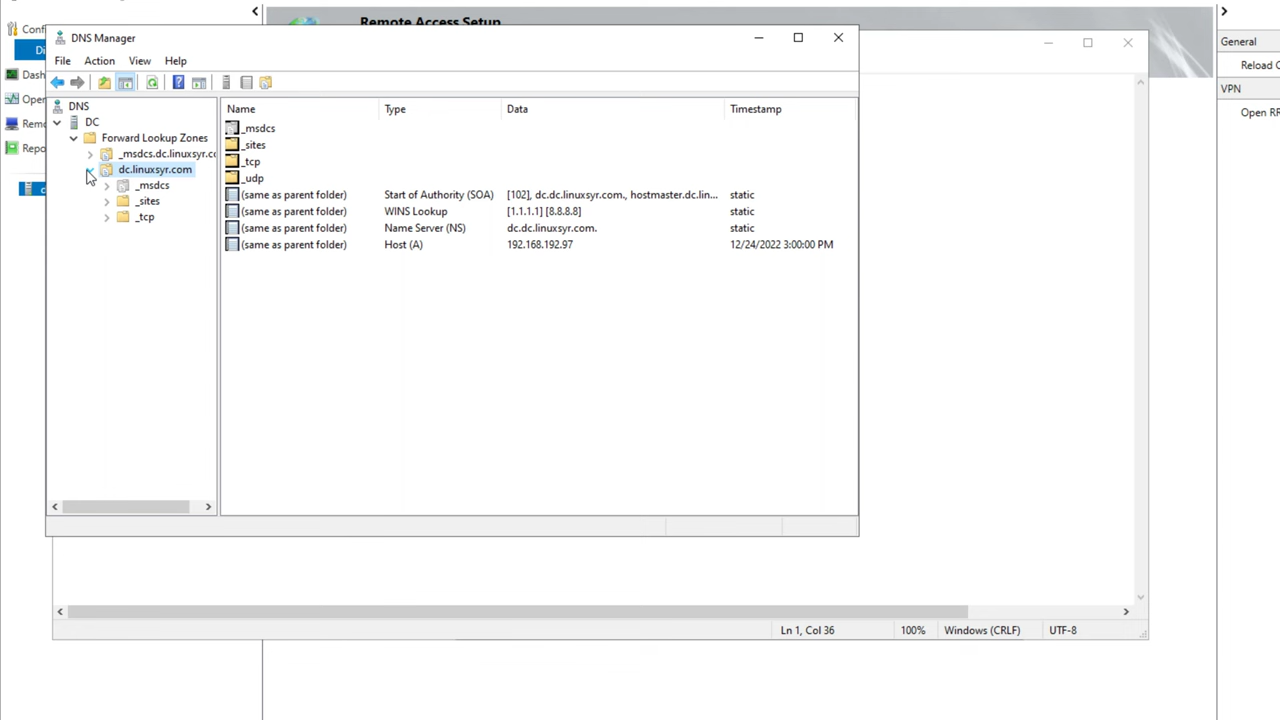 Remote Access Setup
Confi
Di
Dash
Oper
Remo
Repo
General
Reload C
VPN
Open RR
DNS Manager
File Action View Help
DNS
DC
Forward Lookup Zones
_msdcs.dc.linuxsyr.co
dc.linuxsyr.com
_msdcs
_sites
_tcp
Name Type Data Timestamp
_msdcs
_sites
_tcp
_udp
(same as parent folder) Start of Authority (SOA) [102], dc.dc.linuxsyr.com., hostmaster.dc.lin... static
(same as parent folder) WINS Lookup [1.1.1.1] [8.8.8.8] static
(same as parent folder) Name Server (NS) dc.dc.linuxsyr.com. static
(same as parent folder) Host (A) 192.168.192.97 12/24/2022 3:00:00 PM
Ln 1, Col 36 100% Windows (CRLF) UTF-8